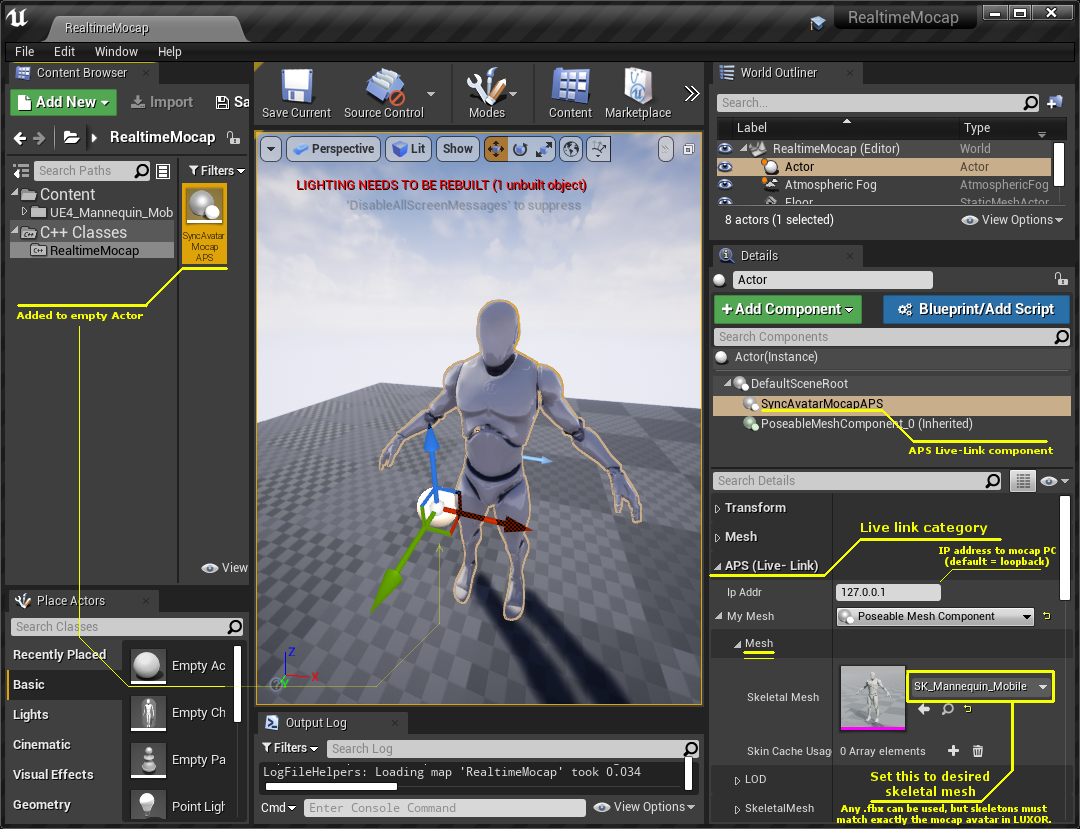 RealtimeMocap
RealtimeMocap
File Edit Window Help
Content Browser
Add New Import Sa
RealtimeMocap
Search Paths
Filters
Content
UE4_Mannequin_Mob
C++ Classes
RealtimeMocap
SyncAvatar
Mocap
APS
Added to empty Actor
View
Place Actors
Search Classes
Recently Placed
Basic
Lights
Cinematic
Visual Effects
Geometry
Empty Ac
Empty Ch
Empty Pa
Point Ligh
Save Current Source Control Modes Content Marketplace
Perspective Lit Show
LIGHTING NEEDS TO BE REBUILT (1 unbuilt object)
'DisableAllScreenMessages' to suppress
Z
X
Y
Output Log
Filters Search Log
LogFileHelpers: Loading map 'RealtimeMocap' took 0.034
Cmd Enter Console Command View Options
World Outliner
Search...
Label Type
RealtimeMocap (Editor) World
Actor Actor
Atmospheric Fog AtmosphericFog
Floor StaticMeshActor
8 actors (1 selected) View Options
Details
Actor
+ Add Component Blueprint/Add Script
Search Components
Actor(Instance)
DefaultSceneRoot
SyncAvatarMocapAPS
PoseableMeshComponent_0 (Inherited)
APS Live-Link component
Search Details
Transform
Live link category
Mesh
IP address to mocap PC
(default = loopback)
APS (Live- Link)
Ip Addr 127.0.0.1
My Mesh Poseable Mesh Component
Mesh
Skeletal Mesh SK_Mannequin_Mobile
Skin Cache Usag 0 Array elements
LOD
Set this to desired
skeletal mesh
SkeletalMesh
Any .fbx can be used, but skeletons must
match exactly the mocap avatar in LUXOR.